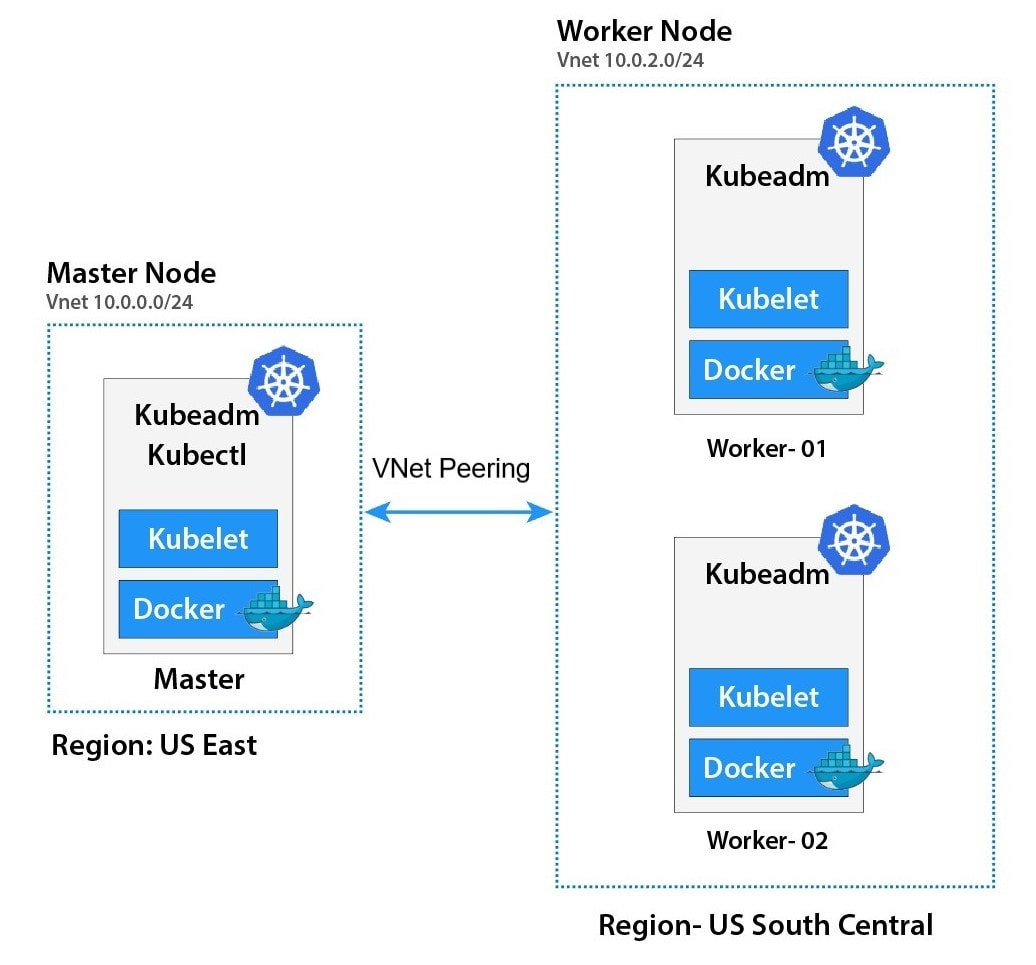 Worker Node
Vnet 10.0.2.0/24
Kubeadm
Kubelet
Docker
Worker- 01
Master Node
Vnet 10.0.0.0/24
Kubeadm
Kubectl
Kubelet
Docker
Master
Region: US East
VNet Peering
Kubeadm
Kubelet
Docker
Worker- 02
Region- US South Central